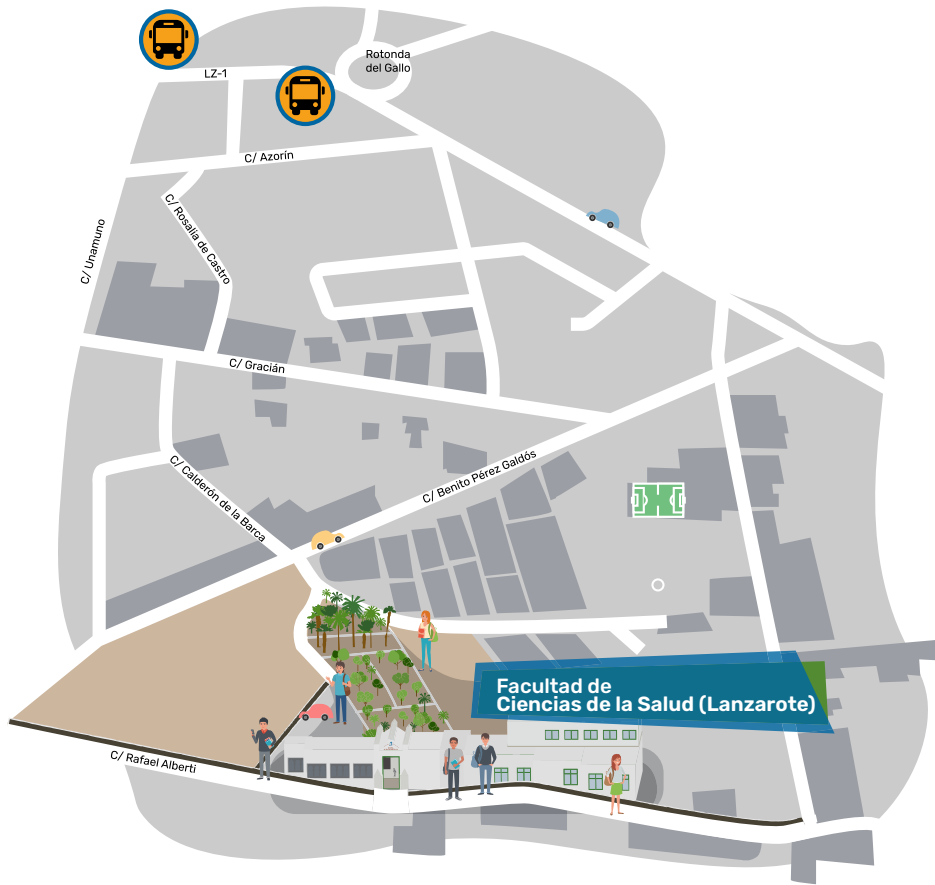 LZ-1
Rotonda
del Gallo
C/ Azorín
C/ Rosalia de Castro
C/ Unamuno
C/ Gracián
C/ Benito Pérez Galdós
C/ Calderón de la Barca
Facultad de
Ciencias de la Salud (Lanzarote)
C/ Rafael Alberti